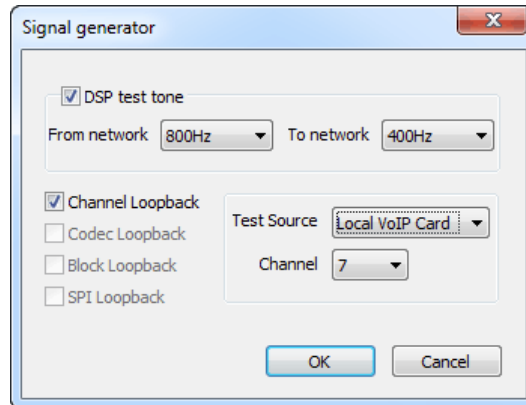 Signal generator
DSP test tone
From network 800Hz To network 400Hz
Channel Loopback
Codec Loopback
Block Loopback
SPI Loopback
Test Source Local VoIP Card
Channel 7
OK Cancel